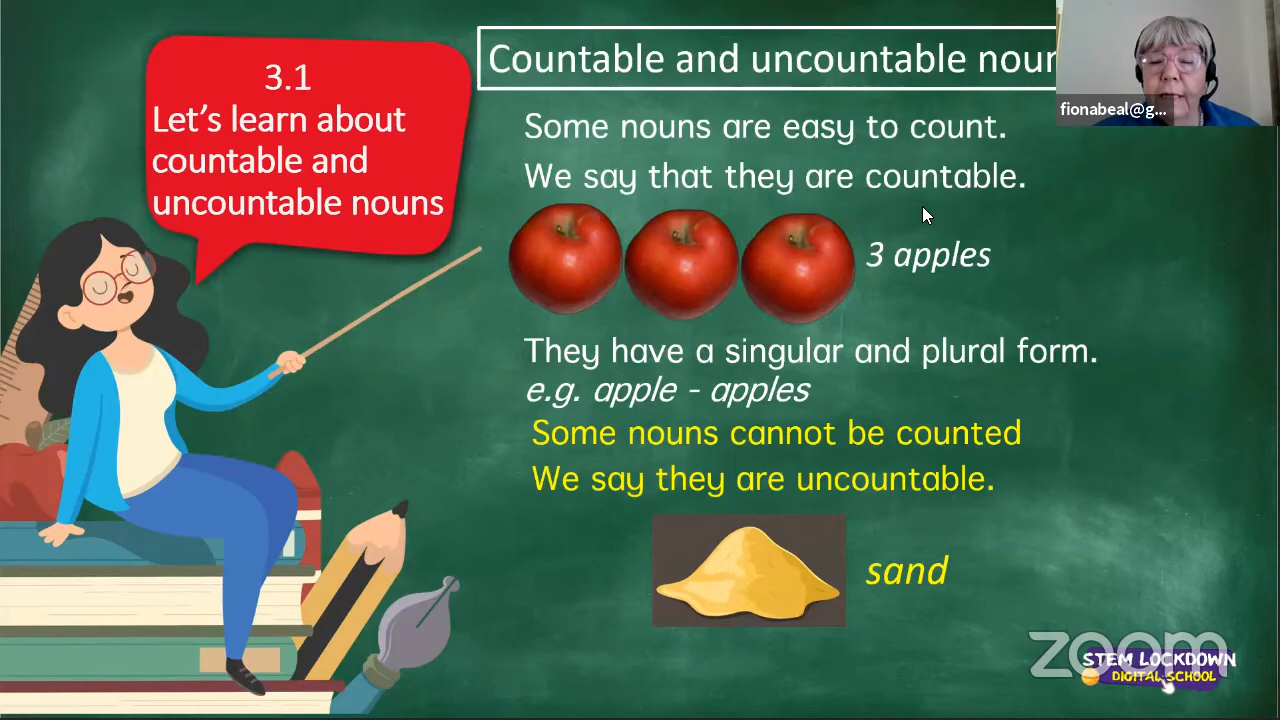 3.1
Let's learn about
countable and
uncountable nouns
Countable and uncountable
fionabeal@g...
Some nouns are easy to count.
We say that they are countable.
3 apples
They have a singular and plural form.
e.g. apple - apples
Some nouns cannot be counted
We say they are uncountable.
sand
zoom
STEM LOCKDOWN
DIGITAL SCHOOL